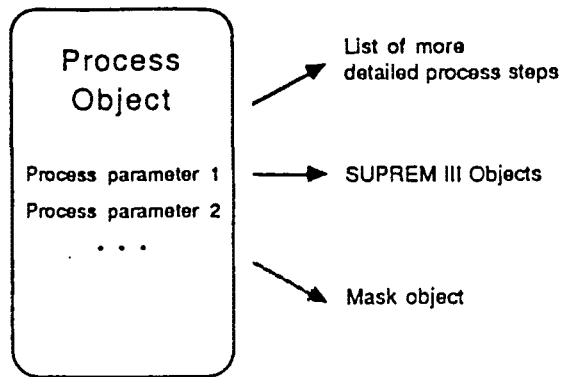 Process
Object
Process parameter 1
Process parameter 2
. . .
List of more
detailed process steps
SUPREM III Objects
Mask object